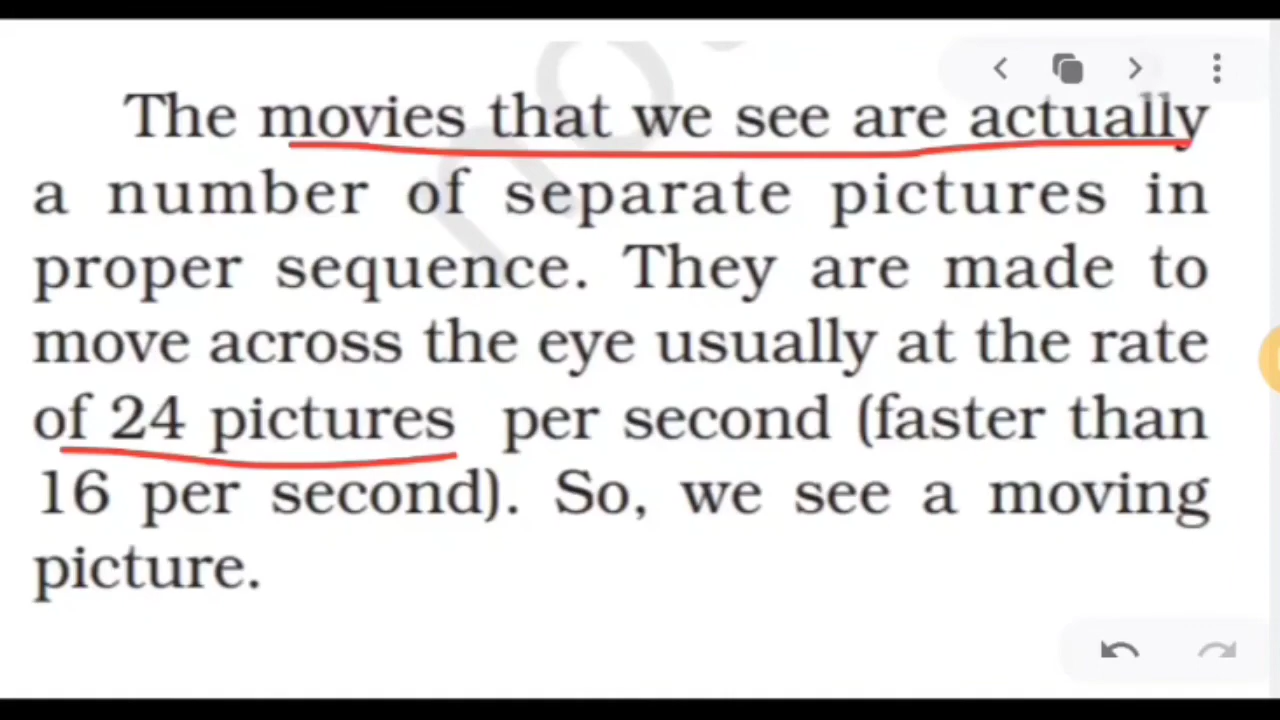 The movies that we see are actually
a number of separate pictures in
proper sequence. They are made to
move across the eye usually at the rate
of 24 pictures per second (faster than
16 per second). So, we see a moving
picture.